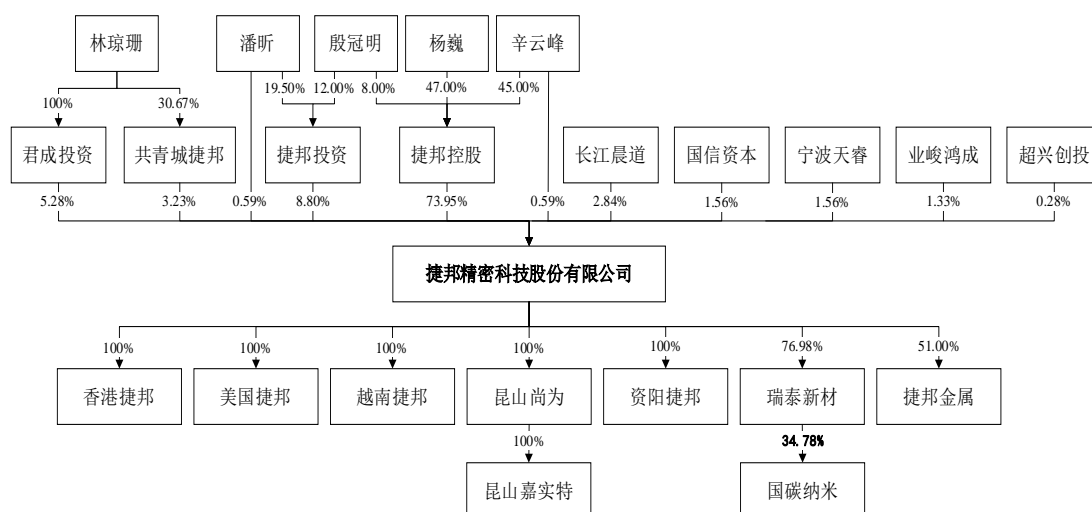 林琼珊
潘昕
殷冠明
杨巍
辛云峰
100%
30.67%
19.50%
12.00%
8.00%
47.00%
45.00%
君成投资
共青城捷邦
捷邦投资
捷邦控股
长江晨道
国信资本
宁波天睿
业峻鸿成
超兴创投
5.28%
3.23%
0.59%
8.80%
73.95%
0.59%
2.84%
1.56%
1.56%
1.33%
0.28%
捷邦精密科技股份有限公司
100%
100%
100%
100%
100%
76.98%
51.00%
香港捷邦
美国捷邦
越南捷邦
昆山尚为
资阳捷邦
瑞泰新材
捷邦金属
100%
34.78%
昆山嘉实特
国碳纳米